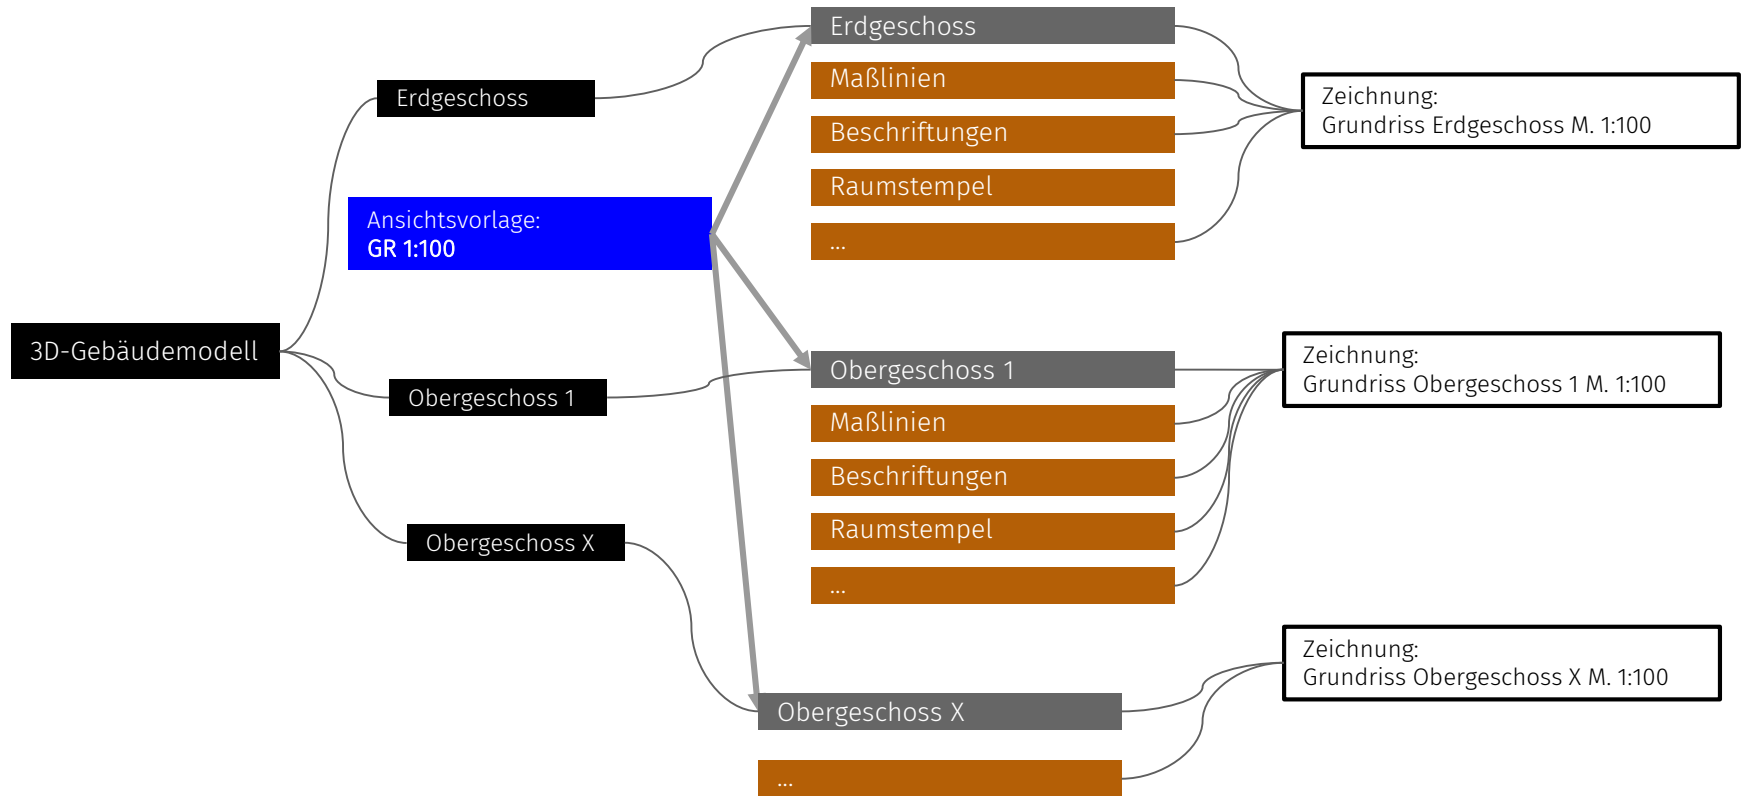 3D-Gebäudemodell
Erdgeschoss
Ansichtsvorlage:
GR 1:100
Obergeschoss 1
Obergeschoss X
Erdgeschoss
Maßlinien
Beschriftungen
Raumstempel
...
Obergeschoss 1
Maßlinien
Beschriftungen
Raumstempel
...
Obergeschoss X
...
Zeichnung:
Grundriss Erdgeschoss M. 1:100
Zeichnung:
Grundriss Obergeschoss 1 M. 1:100
Zeichnung:
Grundriss Obergeschoss X M. 1:100